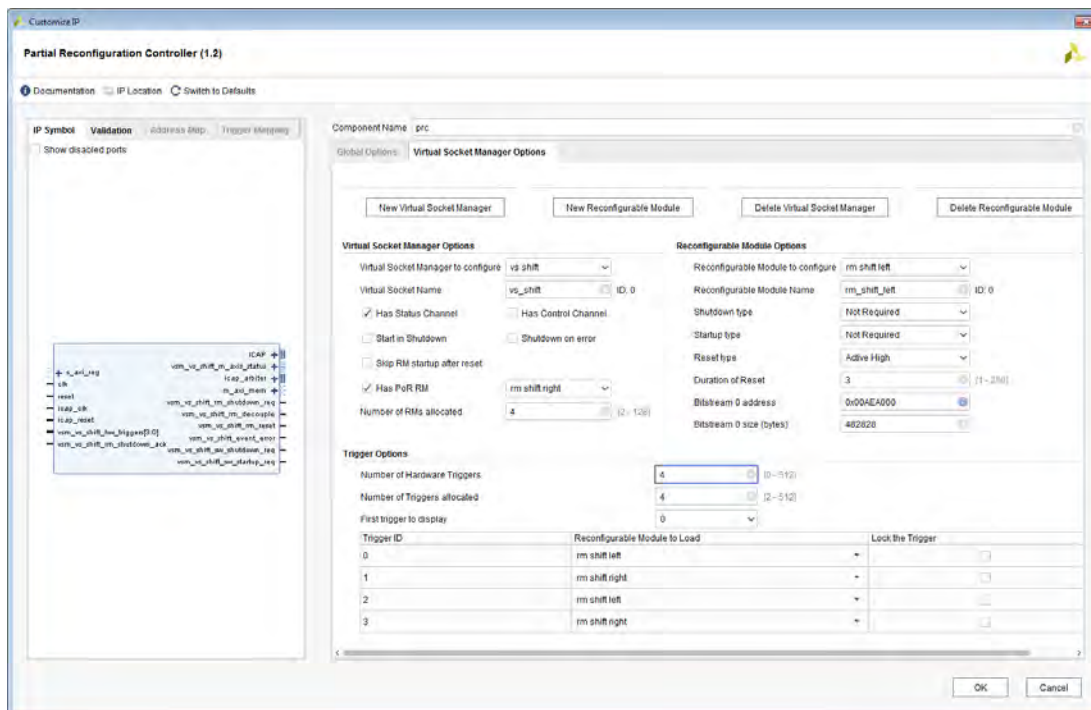 Customize IP
Partial Reconfiguration Controller (1.2)
Documentation IP Location Switch to Defaults
IP Symbol Validation Address Map Trigger Mapping
Show disabled ports
s_axi_reg
clk
reset
icap_clk
icap_reset
vsm_vs_shift_hw_triggers[3:0]
vsm_vs_shift_rm_shutdown_ack
ICAP
vsm_vs_shift_m_axis_status
icap_arbiter
m_axi_mem
vsm_vs_shift_rm_shutdown_req
vsm_vs_shift_rm_decouple
vsm_vs_shift_rm_reset
vsm_vs_shift_event_error
vsm_vs_shift_sw_shutdown_req
vsm_vs_shift_sw_startup_req
Component Name prc
Global Options Virtual Socket Manager Options
New Virtual Socket Manager New Reconfigurable Module Delete Virtual Socket Manager Delete Reconfigurable Module
Virtual Socket Manager Options
Virtual Socket Manager to configure vs shift
Virtual Socket Name vs_shift ID: 0
Has Status Channel Has Control Channel
Start in Shutdown Shutdown on error
Skip RM startup after reset
Has PoR RM rm shift right
Number of RMs allocated 4 [2 - 128]
Reconfigurable Module Options
Reconfigurable Module to configure rm shift left
Reconfigurable Module Name rm_shift_left ID: 0
Shutdown type Not Required
Startup type Not Required
Reset type Active High
Duration of Reset 3 [1 - 256]
Bitstream 0 address 0x00AEA000
Bitstream 0 size (bytes) 482828
Trigger Options
Number of Hardware Triggers 4 [0 - 512]
Number of Triggers allocated 4 [2 - 512]
First trigger to display 0
Trigger ID Reconfigurable Module to Load Lock the Trigger
0 rm shift left
1 rm shift right
2 rm shift left
3 rm shift right
OK Cancel